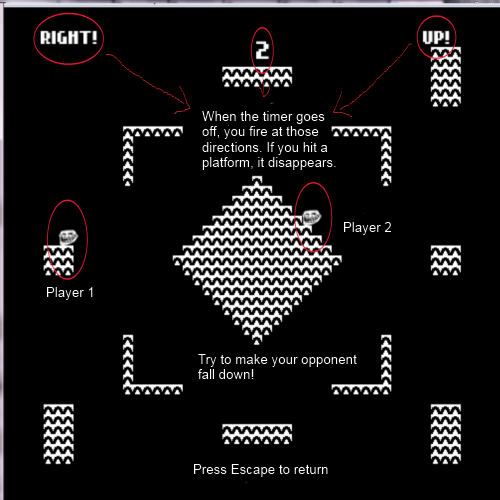 RIGHT!
2
UP!
When the timer goes
off, you fire at those
directions. If you hit a
platform, it disappears.
Player 2
Player 1
Try to make your opponent
fall down!
Press Escape to return